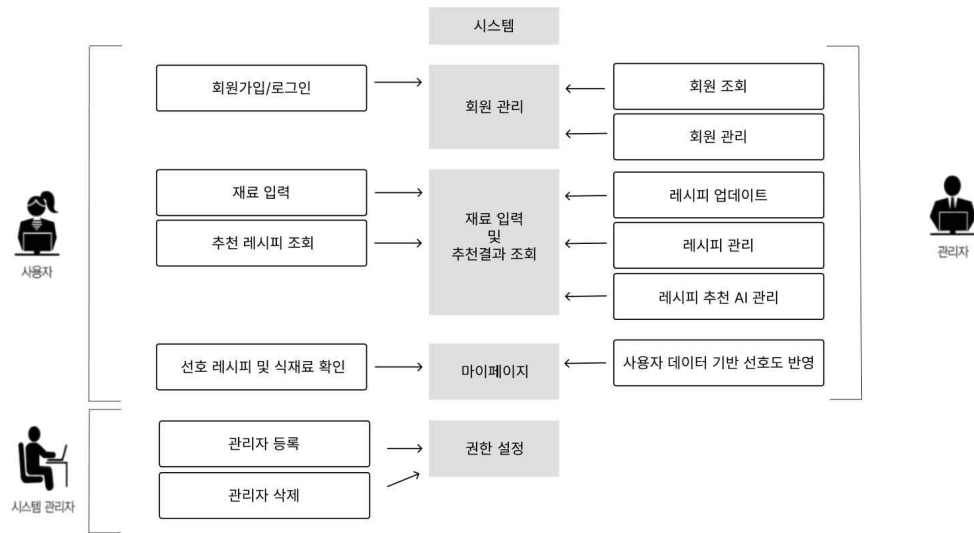 시스템
회원가입/로그인
회원 관리
회원 조회
회원 관리
재료 입력
추천 레시피 조회
재료 입력
및
추천결과 조회
레시피 업데이트
레시피 관리
레시피 추천 AI 관리
사용자
관리자
선호 레시피 및 식재료 확인
마이페이지
사용자 데이터 기반 선호도 반영
관리자 등록
관리자 삭제
권한 설정
시스템 관리자